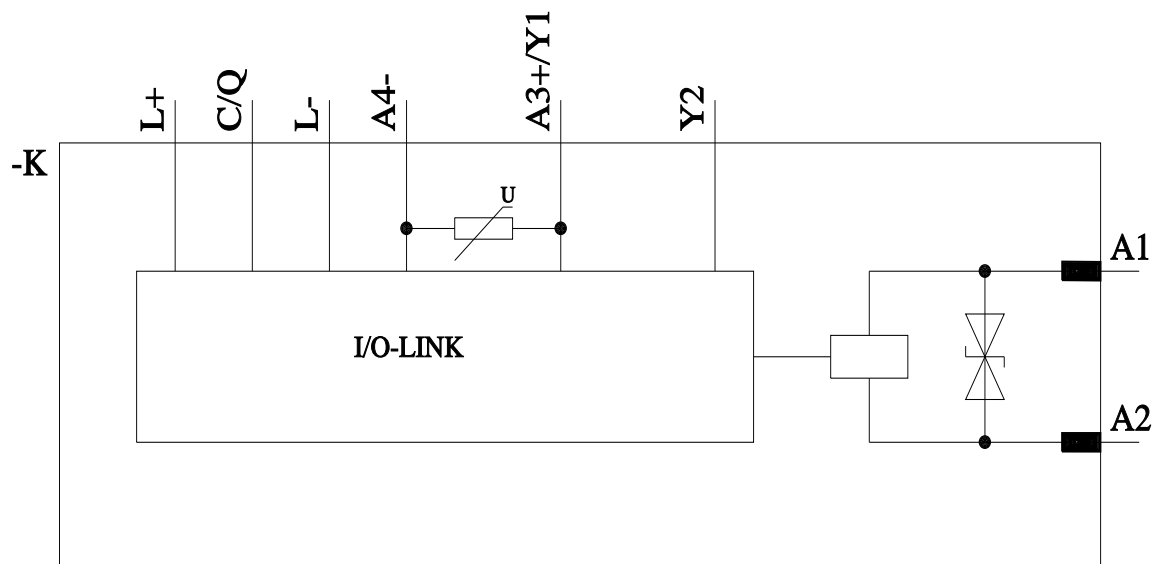 L+
C/Q
L-
A4-
A3+/Y1
Y2
-K
U
A1
I/O-LINK
A2